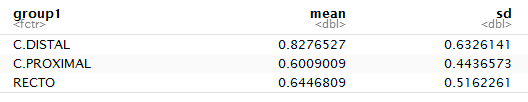 group1 mean sd
<fctr> <dbl> <dbl>
C.DISTAL 0.8276527 0.6326141
C.PROXIMAL 0.6009009 0.4436573
RECTO 0.6446809 0.5162261